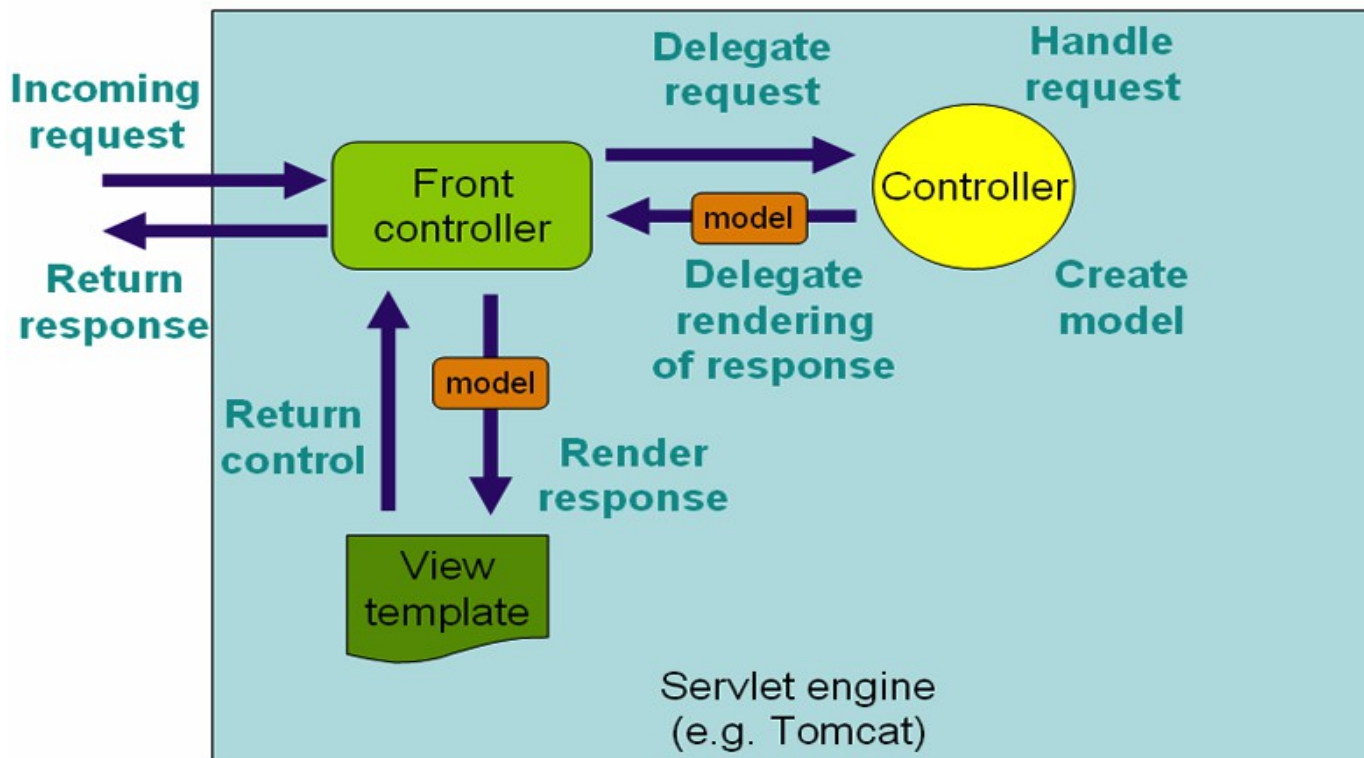 Incoming
request
Return
response
Front
controller
Delegate
request
Handle
request
Controller
model
Delegate
rendering
of response
Create
model
model
Return
control
Render
response
View
template
Servlet engine
(e.g. Tomcat)